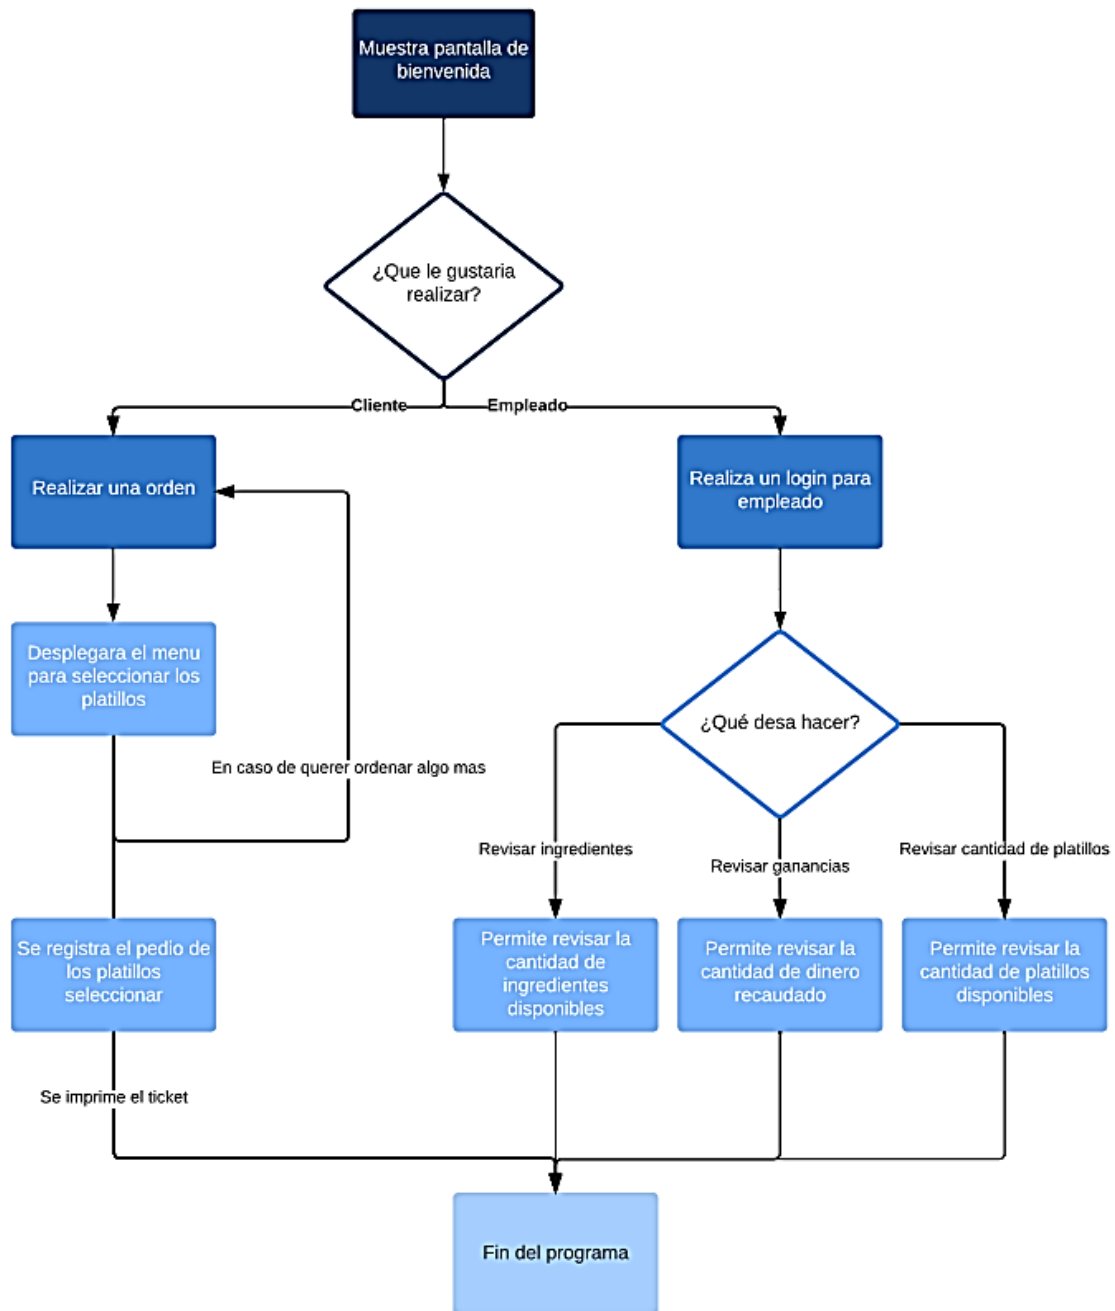 Muestra pantalla de
bienvenida
¿Que le gustaria
realizar?
Cliente
Empleado
Realizar una orden
Realiza un login para
empleado
Desplegara el menu
para seleccionar los
platillos
¿Qué desa hacer?
En caso de querer ordenar algo mas
Revisar ingredientes
Revisar ganancias
Revisar cantidad de platillos
Se registra el pedio de
los platillos
seleccionar
Permite revisar la
cantidad de
ingredientes
disponibles
Permite revisar la
cantidad de dinero
recaudado
Permite revisar la
cantidad de platillos
disponibles
Se imprime el ticket
Fin del programa